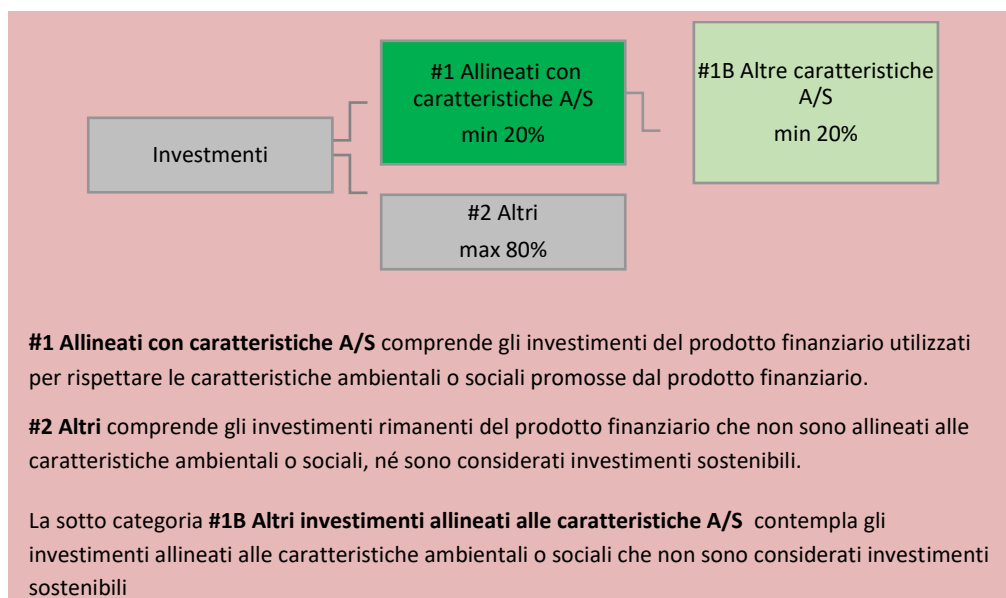 Investmenti
#1 Allineati con
caratteristiche A/S
min 20%
#1B Altre caratteristiche
A/S
min 20%
#2 Altri
max 80%
#1 Allineati con caratteristiche A/S comprende gli investimenti del prodotto finanziario utilizzati
per rispettare le caratteristiche ambientali o sociali promosse dal prodotto finanziario.
#2 Altri comprende gli investimenti rimanenti del prodotto finanziario che non sono allineati alle
caratteristiche ambientali o sociali, né sono considerati investimenti sostenibili.
La sotto categoria #1B Altri investimenti allineati alle caratteristiche A/S contempla gli
investimenti allineati alle caratteristiche ambientali o sociali che non sono considerati investimenti
sostenibili